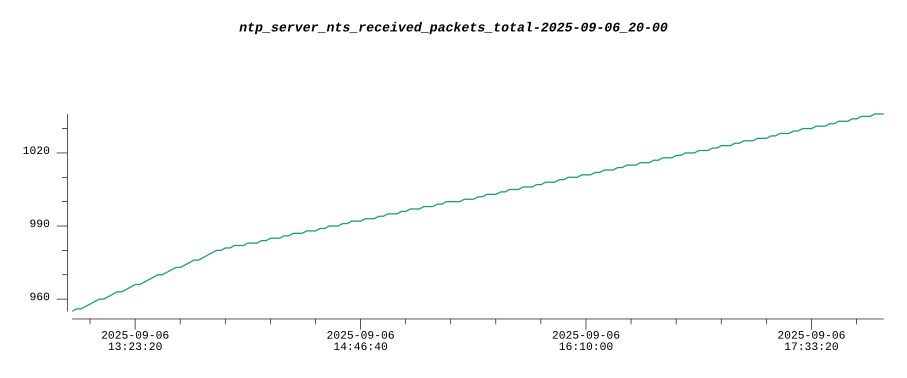 ntp_server_nts_received_packets_total-2025-09-06_20-00
1020
990
960
2025-09-06 2025-09-06 2025-09-06 2025-09-06
13:23:20 14:46:40 16:10:00 17:33:20